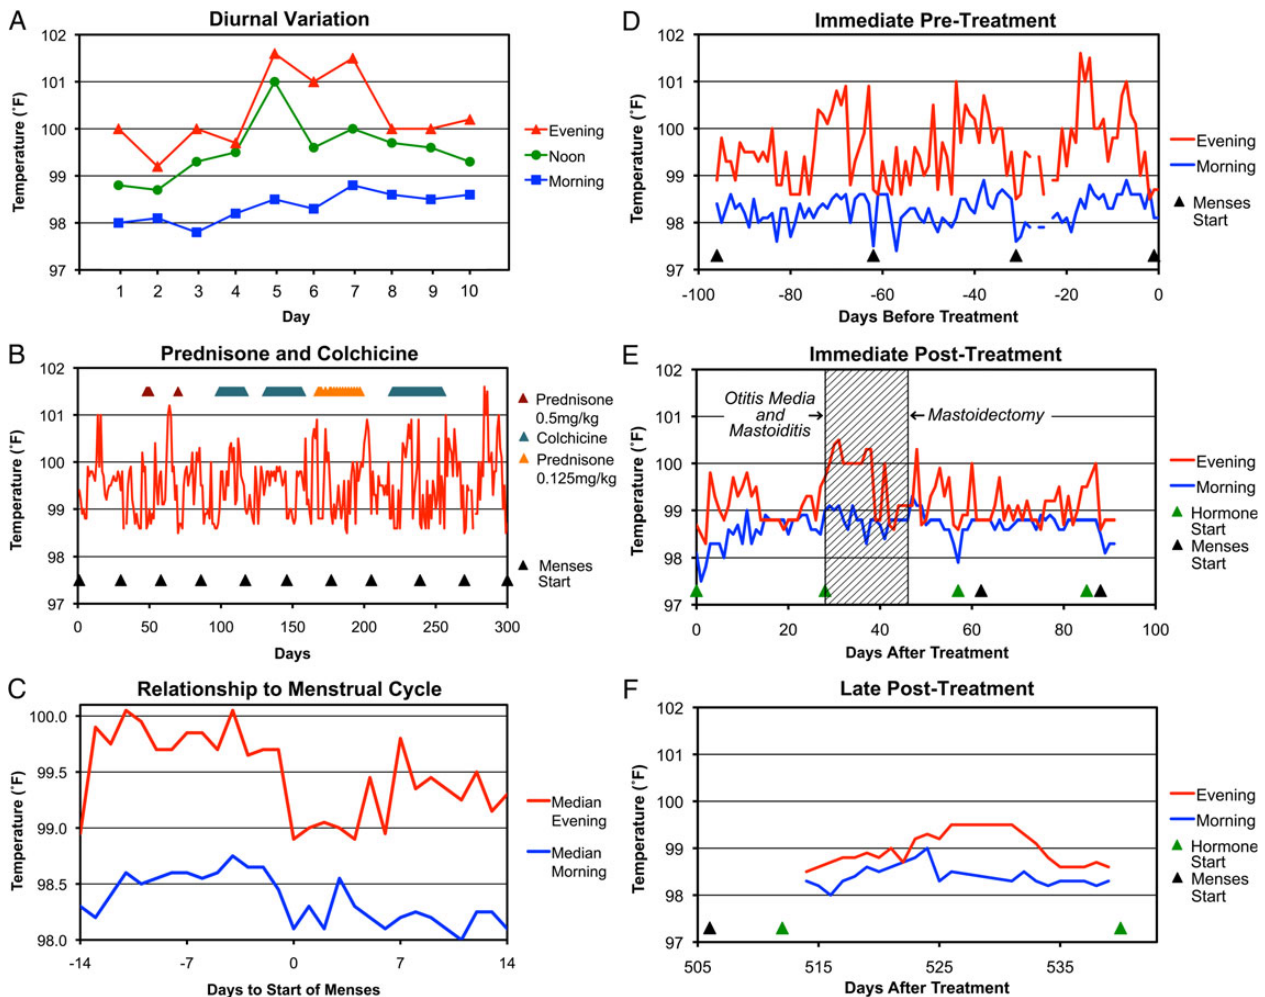 A
Diurnal Variation
102
101
100
99
98
97
Temperature (˚F)
1 2 3 4 5 6 7 8 9 10
Day
Evening
Noon
Morning
B
Prednisone and Colchicine
102
101
100
99
98
97
Temperature (˚F)
0 50 100 150 200 250 300
Days
Prednisone
0.5mg/kg
Colchicine
Prednisone
0.125mg/kg
Menses
Start
C
Relationship to Menstrual Cycle
100.0
99.5
99.0
98.5
98.0
Temperature (˚F)
-14 -7 0 7 14
Days to Start of Menses
Median
Evening
Median
Morning
D
Immediate Pre-Treatment
102
101
100
99
98
97
Temperature (˚F)
-100 -80 -60 -40 -20 0
Days Before Treatment
Evening
Morning
Menses
Start
E
Immediate Post-Treatment
102
101
100
99
98
97
Temperature (˚F)
Otitis Media
and
Mastoiditis
Mastoidectomy
0 20 40 60 80 100
Days After Treatment
Evening
Morning
Hormone
Start
Menses
Start
F
Late Post-Treatment
102
101
100
99
98
97
Temperature (˚F)
505 515 525 535
Days After Treatment
Evening
Morning
Hormone
Start
Menses
Start